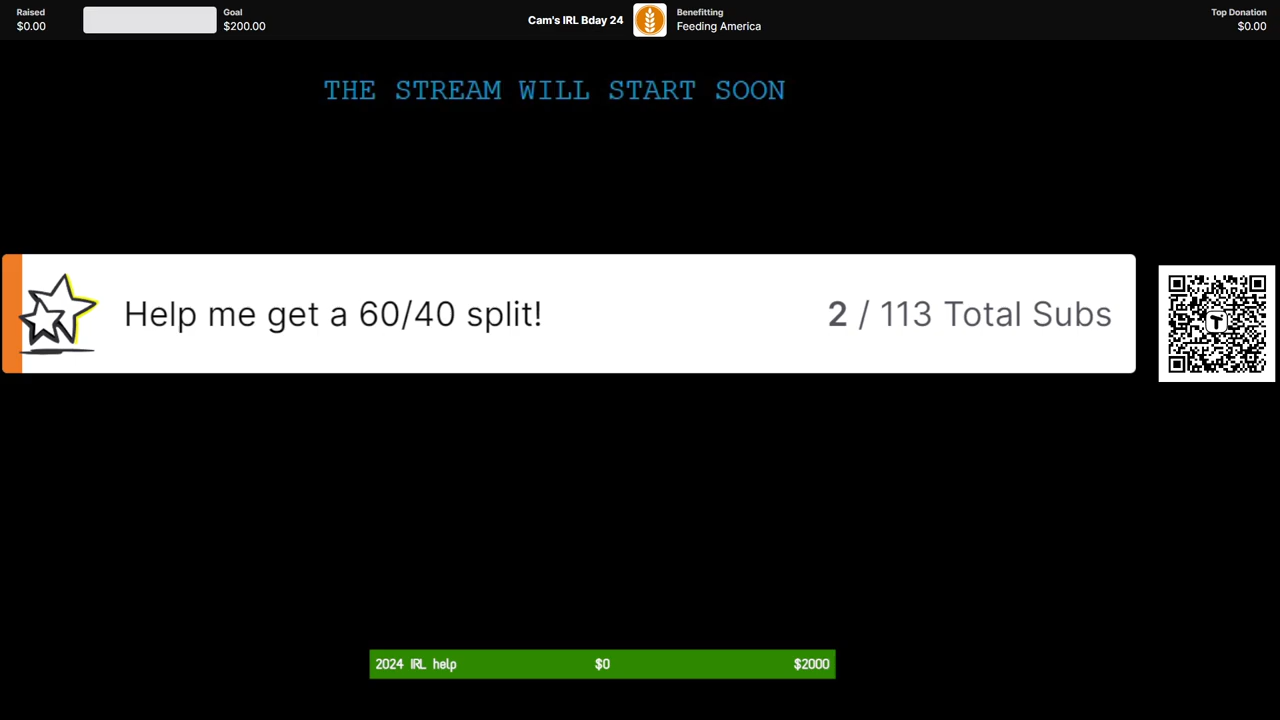 Raised
$0.00
Goal
$200.00
Cam's IRL Bday 24
Benefitting
Feeding America
Top Donation
$0.00
THE STREAM WILL START SOON
Help me get a 60/40 split!
2 / 113 Total Subs
2024 IRL help
$0
$2000